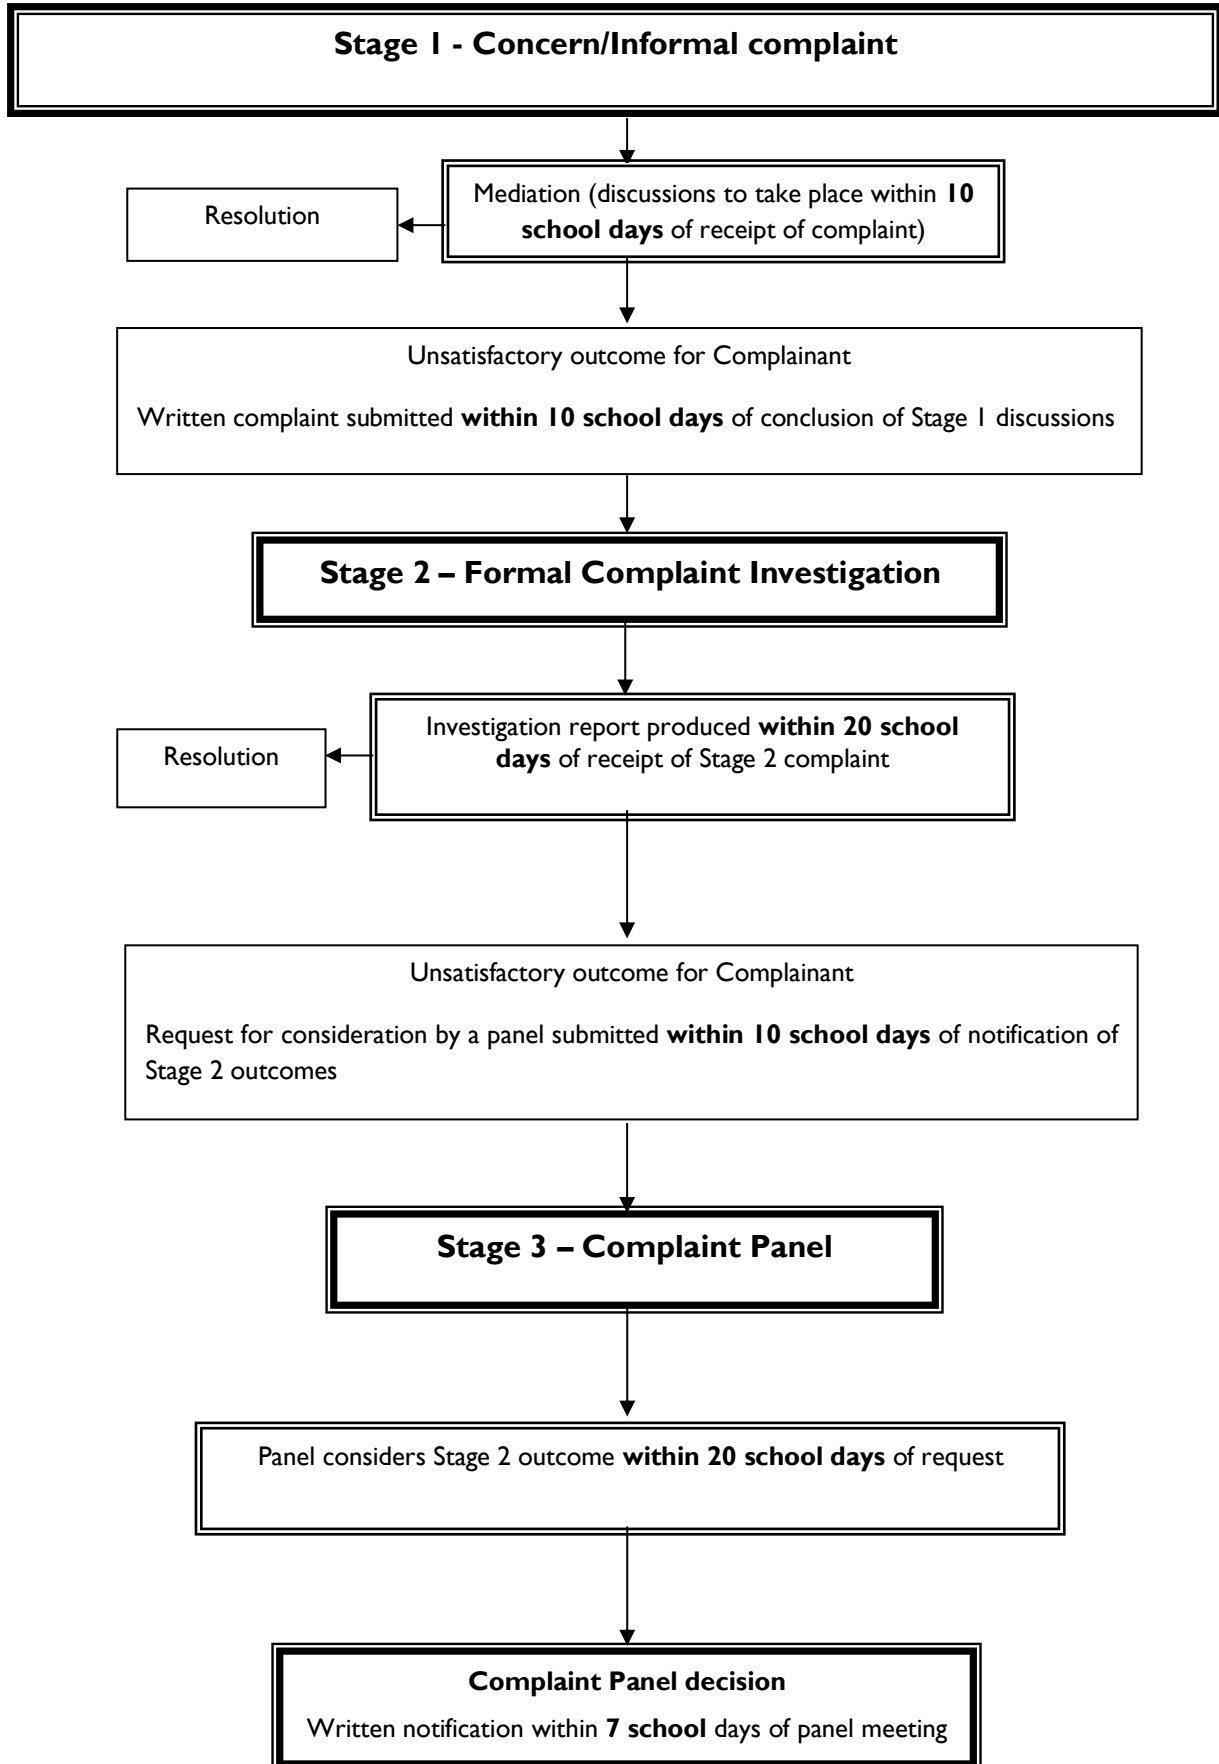 Stage 1 - Concern/Informal complaint
Mediation (discussions to take place within 10
school days of receipt of complaint)
Resolution
Unsatisfactory outcome for Complainant
Written complaint submitted within 10 school days of conclusion of Stage 1 discussions
Stage 2 – Formal Complaint Investigation
Investigation report produced within 20 school
days of receipt of Stage 2 complaint
Resolution
Unsatisfactory outcome for Complainant
Request for consideration by a panel submitted within 10 school days of notification of
Stage 2 outcomes
Stage 3 – Complaint Panel
Panel considers Stage 2 outcome within 20 school days of request
Complaint Panel decision
Written notification within 7 school days of panel meeting